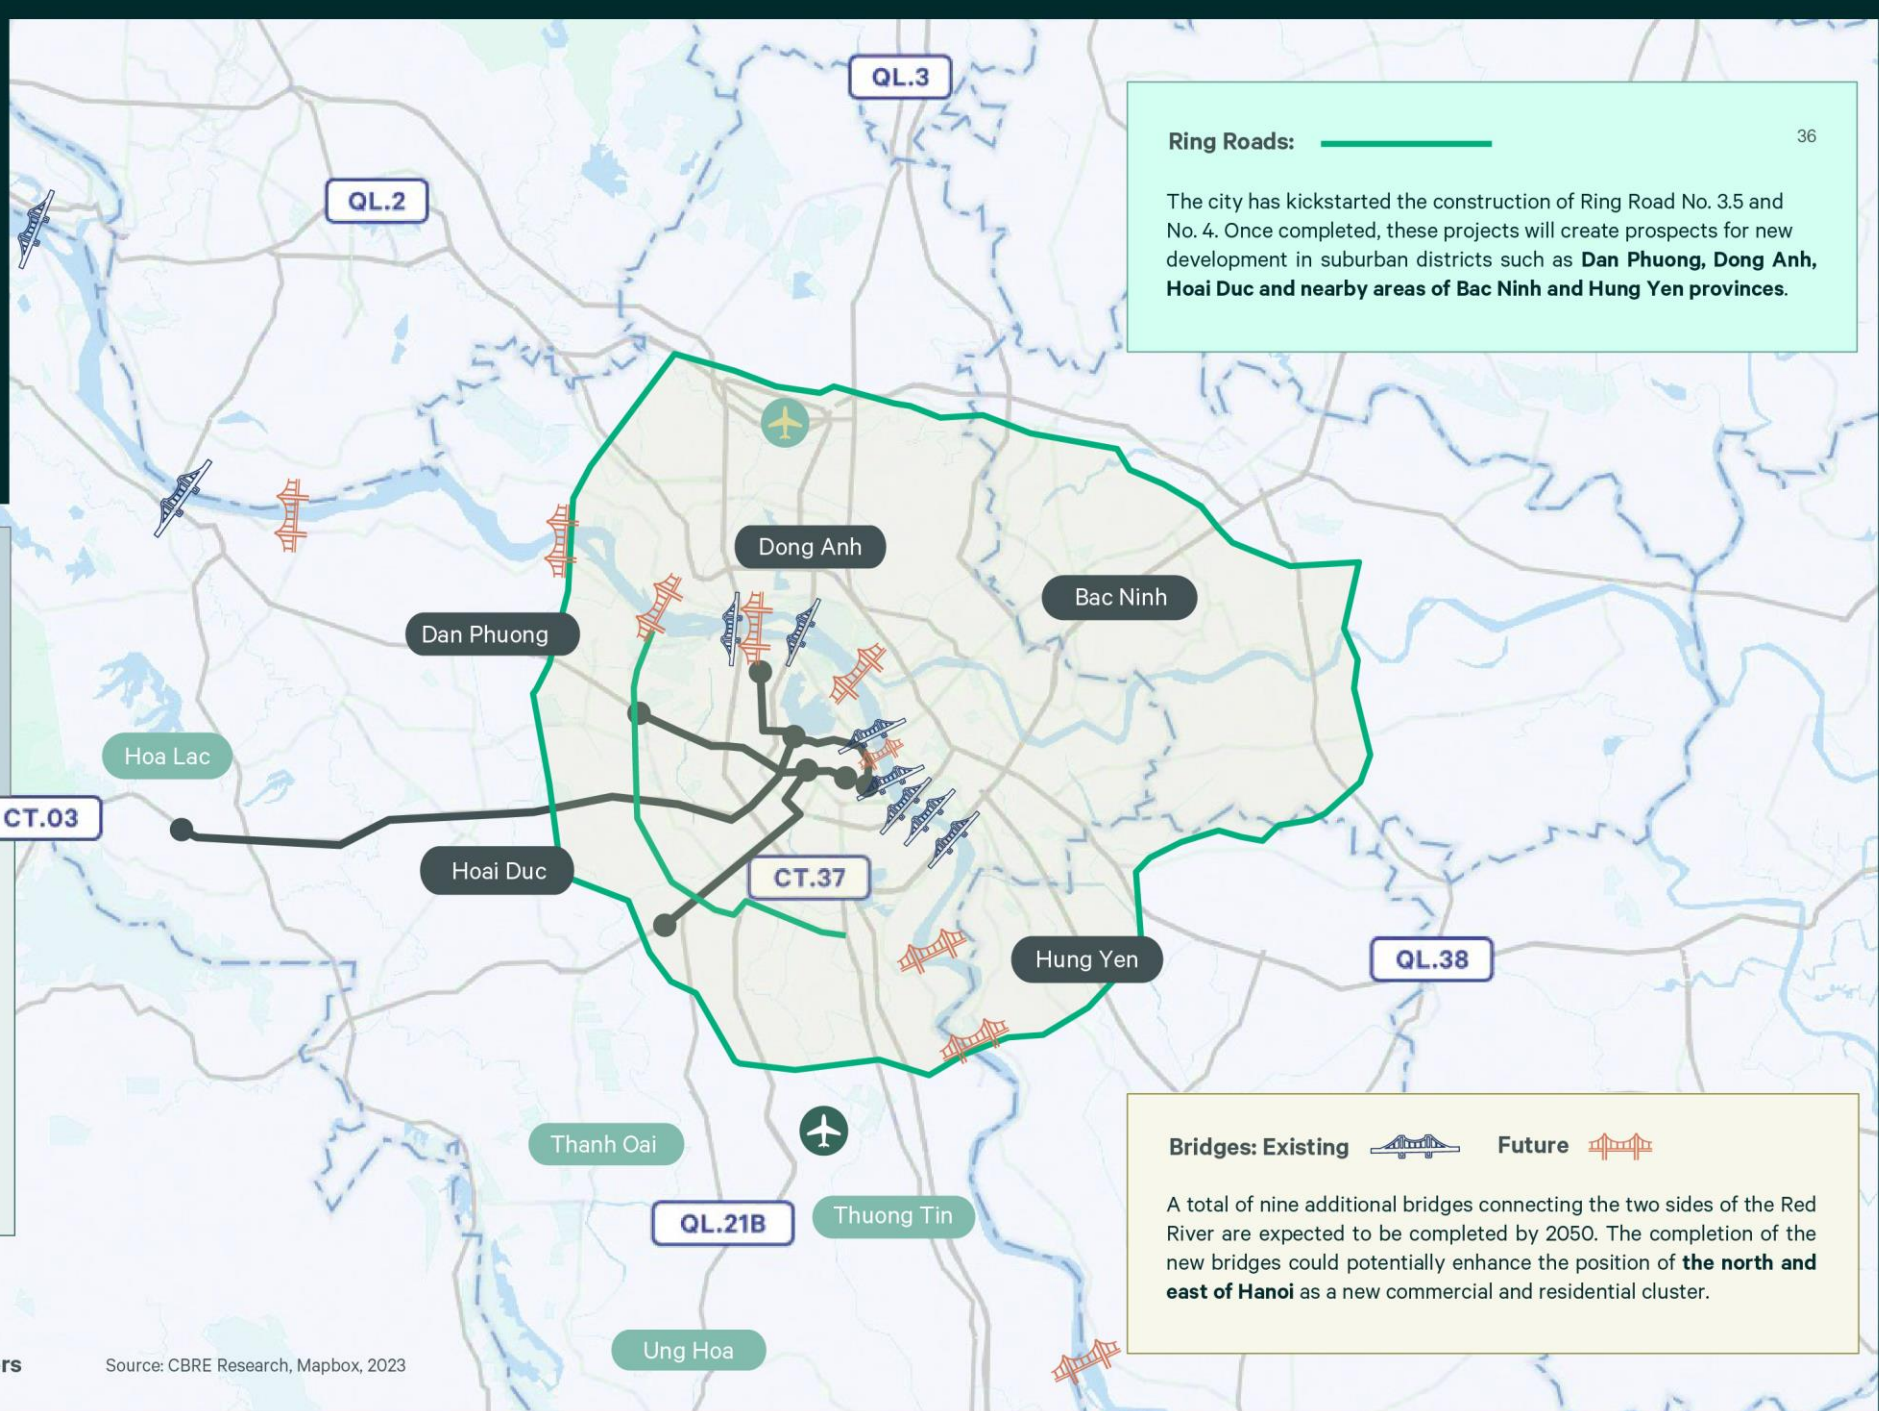 QL.3
QL.2
Ring Roads:
36
The city has kickstarted the construction of Ring Road No. 3.5 and
No. 4. Once completed, these projects will create prospects for new
development in suburban districts such as Dan Phuong, Dong Anh,
Hoai Duc and nearby areas of Bac Ninh and Hung Yen provinces.
Dong Anh
Bac Ninh
Dan Phuong
Hoa Lac
CT.03
Hoai Duc
CT.37
Hung Yen
QL.38
Thanh Oai
QL.21B
Thuong Tin
Ung Hoa
Bridges: Existing
Future
A total of nine additional bridges connecting the two sides of the Red
River are expected to be completed by 2050. The completion of the
new bridges could potentially enhance the position of the north and
east of Hanoi as a new commercial and residential cluster.
rs
Source: CBRE Research, Mapbox, 2023